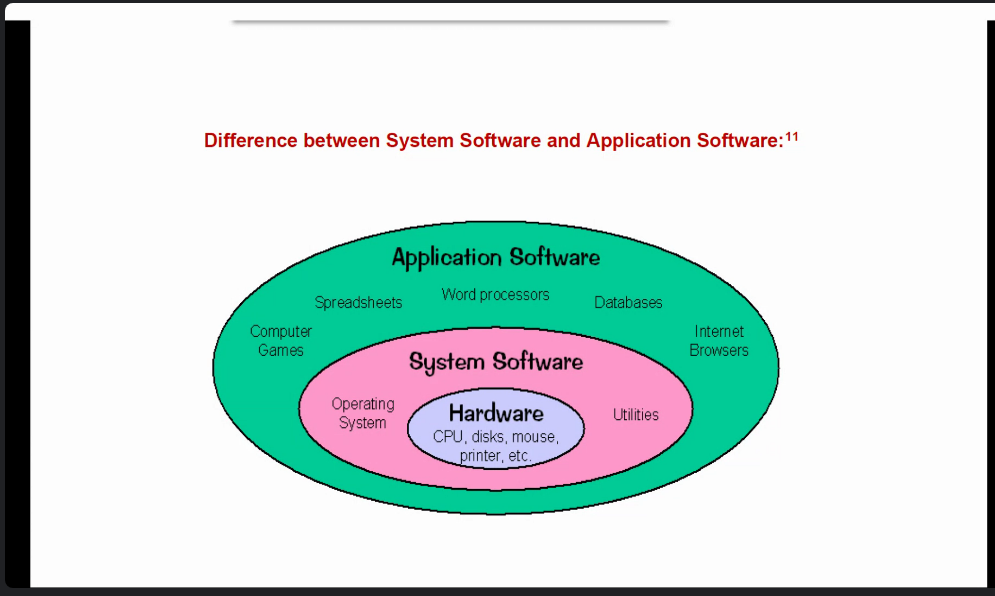 Difference between System Software and Application Software:¹¹
Application Software
Word processors
Spreadsheets
Databases
Computer
Games
Internet
Browsers
System Software
Operating
System
Utilities
Hardware
CPU, disks, mouse,
printer, etc.